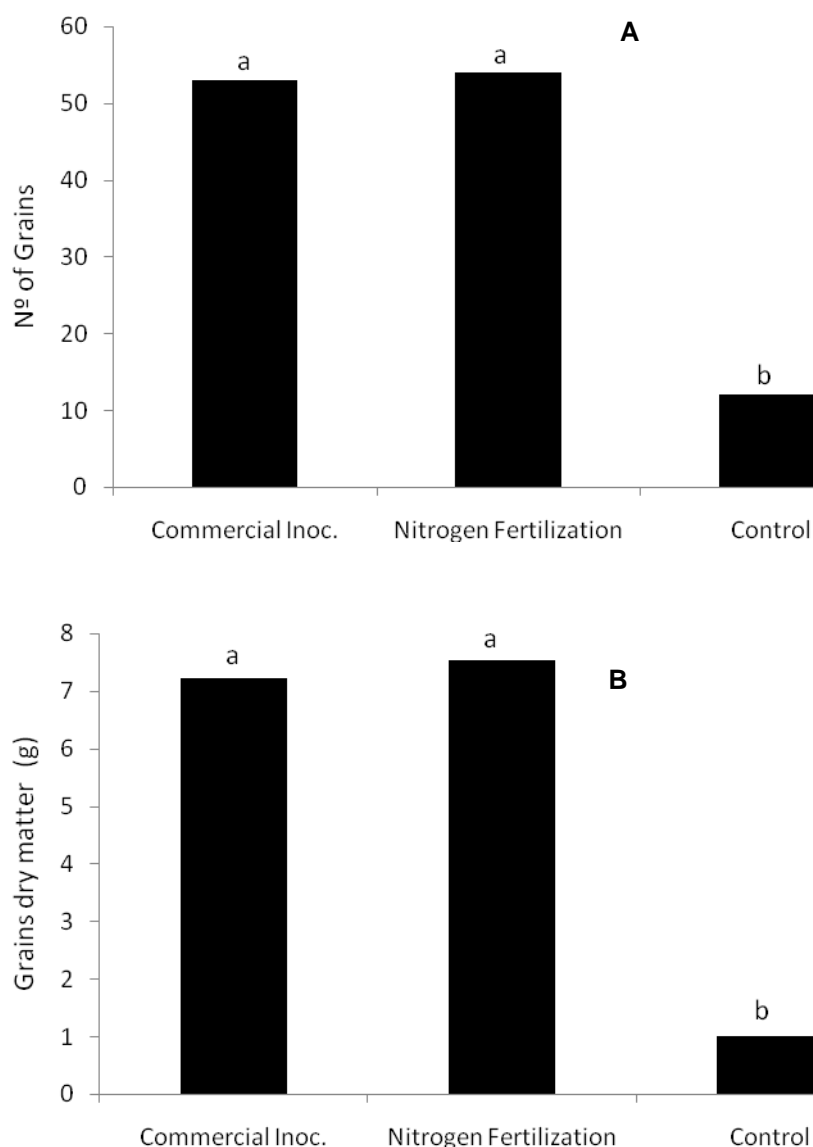 A
60
50
40
30
20
10
0
Nº of Grains
a
a
b
Commercial Inoc.
Nitrogen Fertilization
Control
B
8
7
6
5
4
3
2
1
0
Grains dry matter (g)
a
a
b
Commercial Inoc.
Nitrogen Fertilization
Control